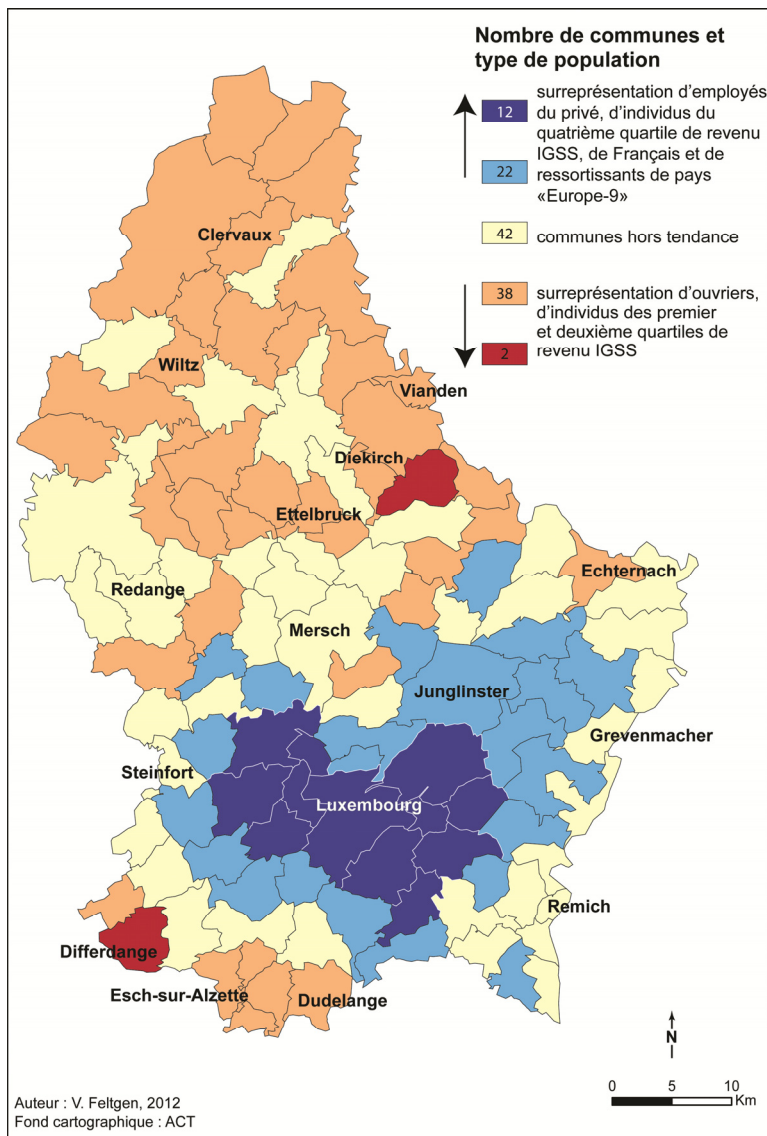 Nombre de communes et
type de population
surréprésentation d'employés
du privé, d'individus du
quatrième quartile de revenu
IGSS, de Français et de
ressortissants de pays
«Europe-9»
12
22
42
communes hors tendance
38
surreprésentation d'ouvriers,
d'individus des premier
et deuxième quartiles de
revenu IGSS
2
Clervaux
Wiltz
Vianden
Diekirch
Ettelbruck
Echternach
Redange
Mersch
Junglinster
Grevenmacher
Steinfort
Luxembourg
Remich
Differdange
Esch-sur-Alzette
Dudelange
N
0 5 10
Km
Auteur : V. Feltgen, 2012
Fond cartographique : ACT